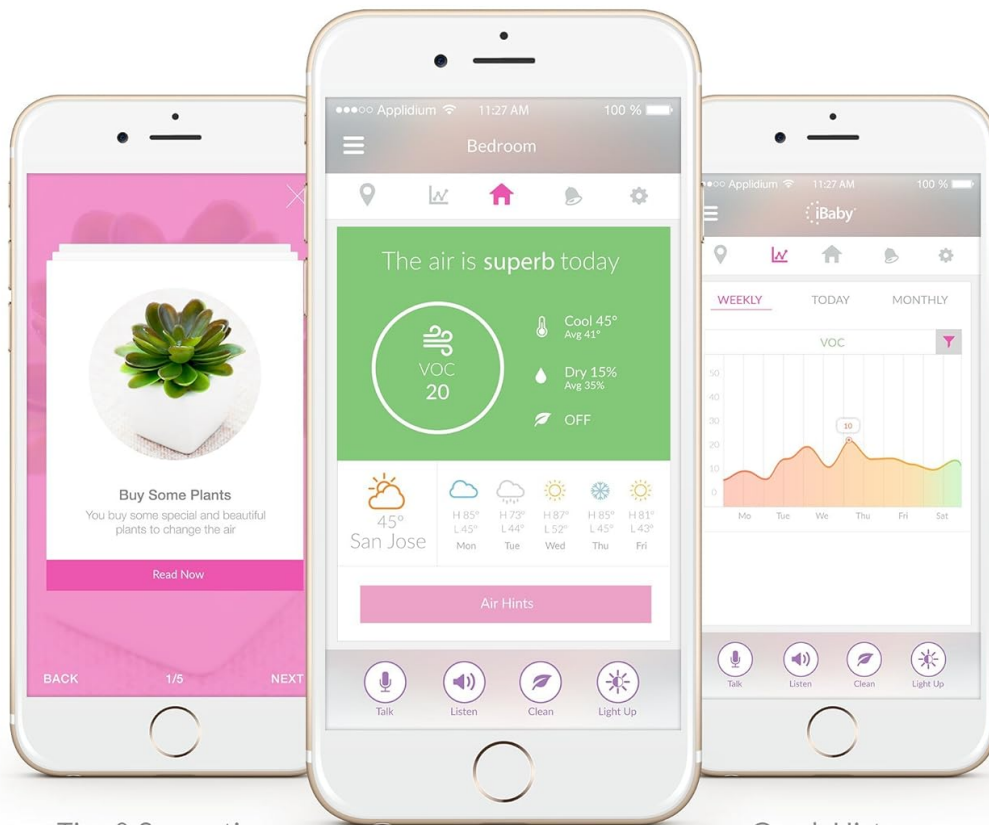 BACK
1/5
NEXT
Buy Some Plants
You buy some special and beautiful
plants to change the air
Read Now
Applidium
11:27 AM
100 %
Bedroom
The air is superb today
VOC
20
Cool 45°
Avg 41°
Dry 15%
Avg 35%
OFF
45°
San Jose
H 85°
L 45°
Mon
H 73°
L 44°
Tue
H 87°
L 52°
Wed
H 85°
L 45°
Thu
H 81°
L 43°
Fri
Air Hints
Talk
Listen
Clean
Light Up
Applidium
11:27 AM
100 %
iBaby
WEEKLY
TODAY
MONTHLY
VOC
50
40
30
20
10
0
10
Mo
Tue
We
Thu
Fri
Sat
Talk
Listen
Clean
Light Up